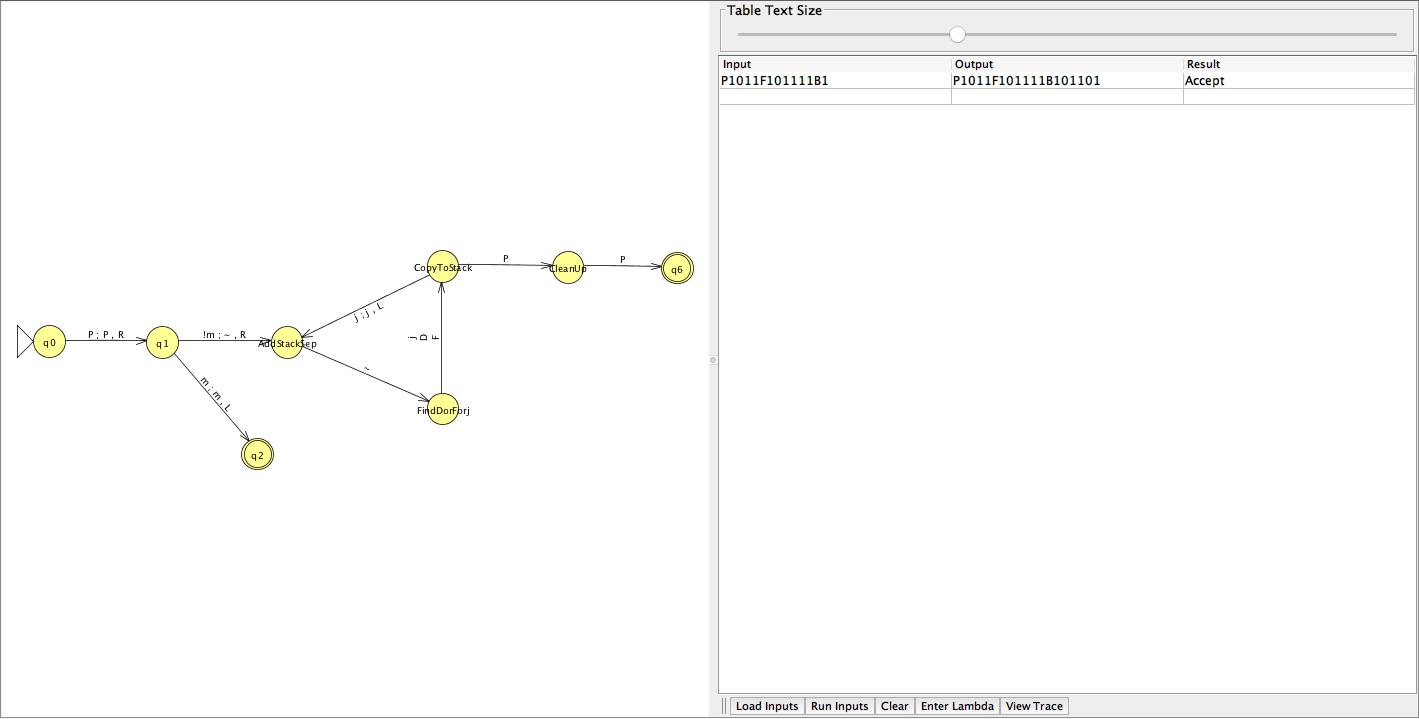 Table Text Size
Input Output Result
P1011F101111B1 P1011F101111B101101 Accept
CopyToStack P CleanUp P q6
j ; j , L
q0 P ; P , R q1 !m ; ~ , R AddStackSep
j
D
F
~
m ; m , L
FindDorForj
q2
Load Inputs Run Inputs Clear Enter Lambda View Trace